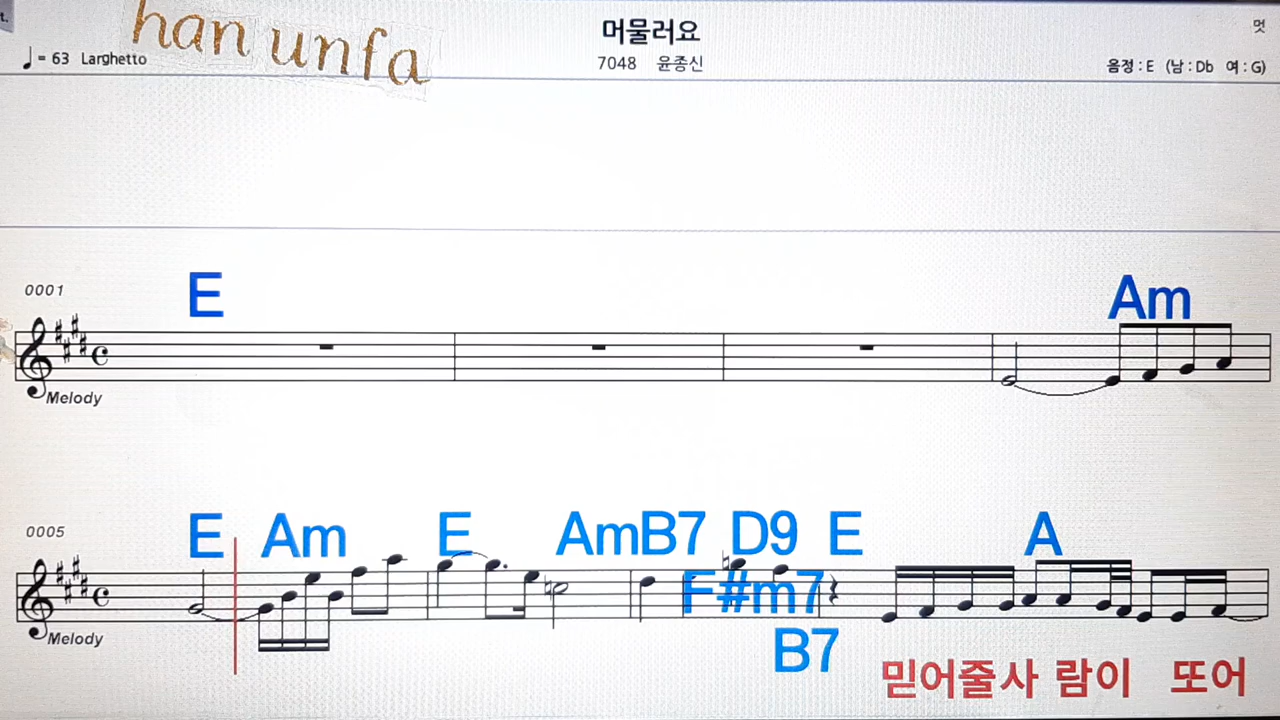 t.
han unfa
머물러요
멋
♩= 63 Larghetto
7048 윤종신
음정 : E (남 : Db 여 : G)
0001
E Am
Melody
0005
E Am E AmB7 D9 E A
F#m7
B7
Melody
믿어줄사 람이 또어